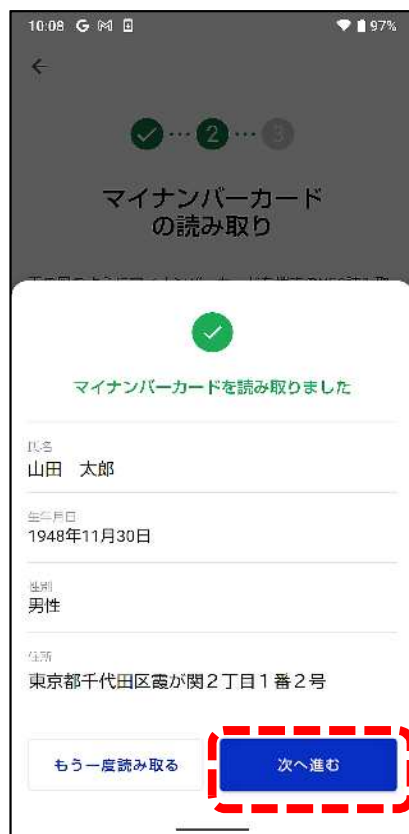 10:08 G 97%
マイナンバーカード
の読み取り
マイナンバーカードを読み取りました
氏名
山田 太郎
生年月日
1948年11月30日
性別
男性
住所
東京都千代田区霞が関２丁目１番２号
もう一度読み取る
次へ進む